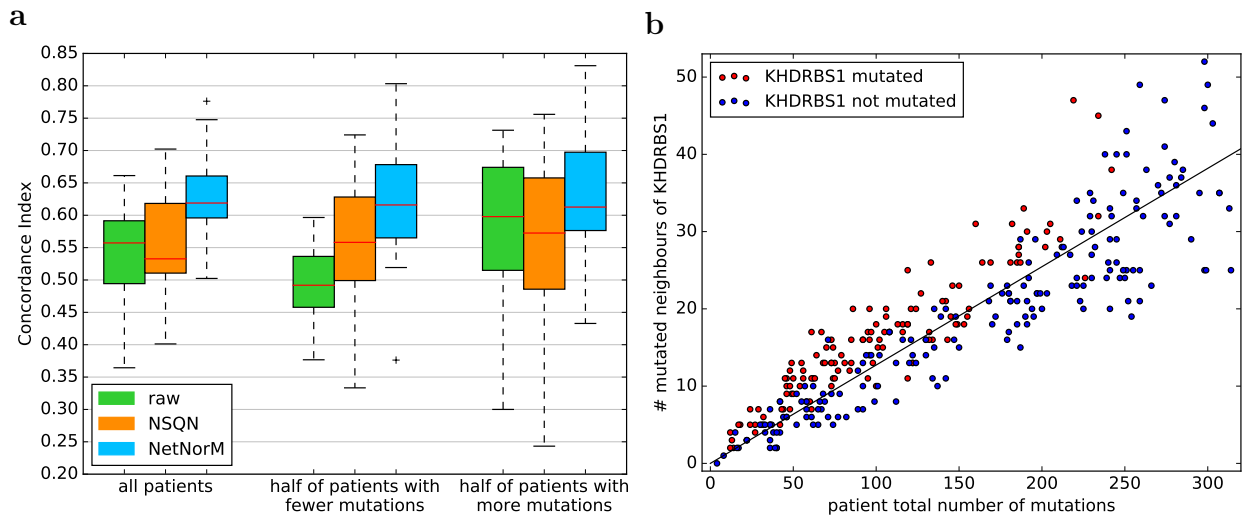 a
0.85
0.80
0.75
0.70
0.65
0.60
0.55
0.50
0.45
0.40
0.35
0.30
0.25
0.20
Concordance Index
raw
NSQN
NetNorM
all patients
half of patients with
fewer mutations
half of patients with
more mutations
b
KHDRBS1 mutated
KHDRBS1 not mutated
50
40
30
20
10
0
# mutated neighbours of KHDRBS1
0 50 100 150 200 250 300
patient total number of mutations